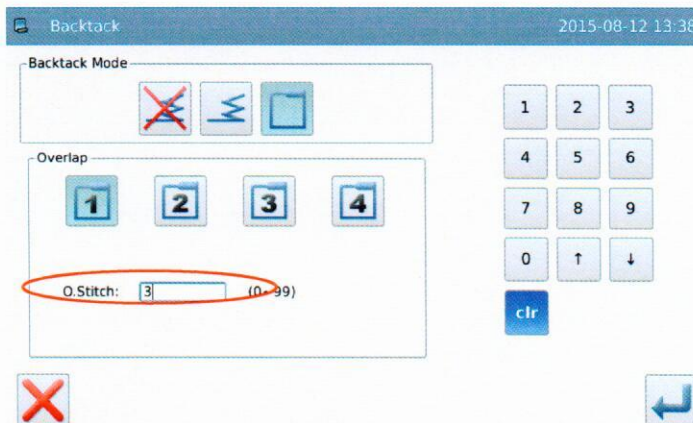 Backtack 2015-08-12 13:38
Backtack Mode
Overlap
1 2 3 4
O.Stitch: 3 (0~99)
1 2 3
4 5 6
7 8 9
0 ↑ ↓
clr